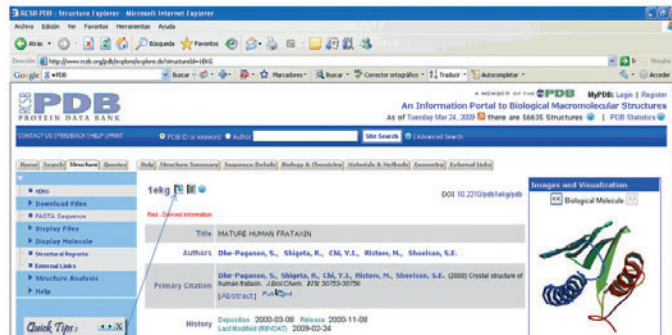 RCSB PDB : Structure Explorer - Microsoft Internet Explorer
Archivo Edición Ver Favoritos Herramientas Ayuda
Atrás Búsqueda Favoritos
Dirección http://www.rcsb.org/pdb/explore/explore.do?structureId=1EKG Ir
Google Buscar Marcadores Buscar Corrector ortográfico Traducir Autocompletar Acceder
A MEMBER OF THE PDB MyPDB: Login | Register
RCSB PDB
PROTEIN DATA BANK
An Information Portal to Biological Macromolecular Structures
As of Tuesday Mar 24, 2009 there are 56635 Structures | PDB Statistics
CONTACT US | FEEDBACK | HELP | PRINT PDB ID or keyword Author Site Search | Advanced Search
Home Search Structure Queries Help Structure Summary Sequence Details Biology & Chemistry Materials & Methods Geometry External Links
1EKG
Download Files
FASTA Sequence
Display Files
Display Molecule
Structural Reports
External Links
Structure Analysis
Help
Quick Tips:
1ekg
DOI 10.2210/pdb1ekg/pdb
Red - Derived Information
Title MATURE HUMAN FRATAXIN
Authors Dhe-Paganon, S., Shigeta, R., Chi, Y.I., Ristow, M., Shoelson, S.E.
Primary Citation Dhe-Paganon, S., Shigeta, R., Chi, Y.I., Ristow, M., Shoelson, S.E. (2000) Crystal structure of
human frataxin. J.Biol.Chem. 275: 30753-30756
[Abstract] PubMed
History Deposition 2000-03-08 Release 2000-11-08
Last Modified (REVDAT) 2009-02-24
Images and Visualization
<< Biological Molecule >>